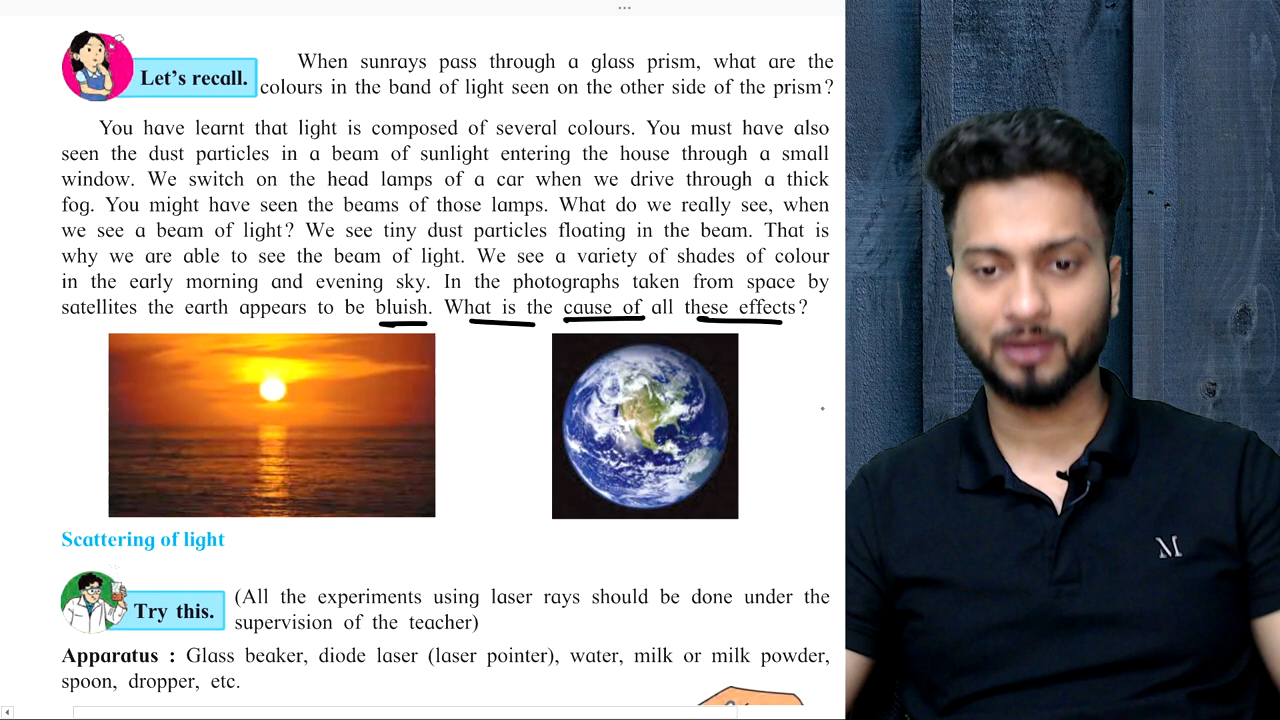 Let's recall.
When sunrays pass through a glass prism, what are the
colours in the band of light seen on the other side of the prism?
You have learnt that light is composed of several colours. You must have also
seen the dust particles in a beam of sunlight entering the house through a small
window. We switch on the head lamps of a car when we drive through a thick
fog. You might have seen the beams of those lamps. What do we really see, when
we see a beam of light? We see tiny dust particles floating in the beam. That is
why we are able to see the beam of light. We see a variety of shades of colour
in the early morning and evening sky. In the photographs taken from space by
satellites the earth appears to be bluish. What is the cause of all these effects?
Scattering of light
Try this.
(All the experiments using laser rays should be done under the
supervision of the teacher)
Apparatus : Glass beaker, diode laser (laser pointer), water, milk or milk powder,
spoon, dropper, etc.
M